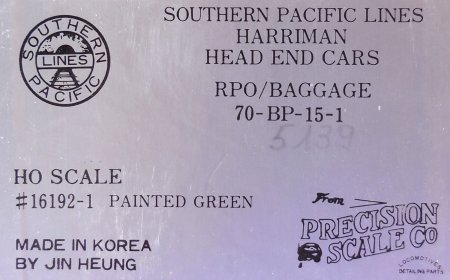 SOUTHERN PACIFIC LINES
HARRIMAN
HEAD END CARS
RPO/BAGGAGE
70-BP-15-1
5139
SOUTHERN
LINES
PACIFIC
HO SCALE
#16192-1 PAINTED GREEN
MADE IN KOREA
BY JIN HEUNG
From
PRECISION
SCALE CO
LOCOMOTIVES
DETAILING PARTS